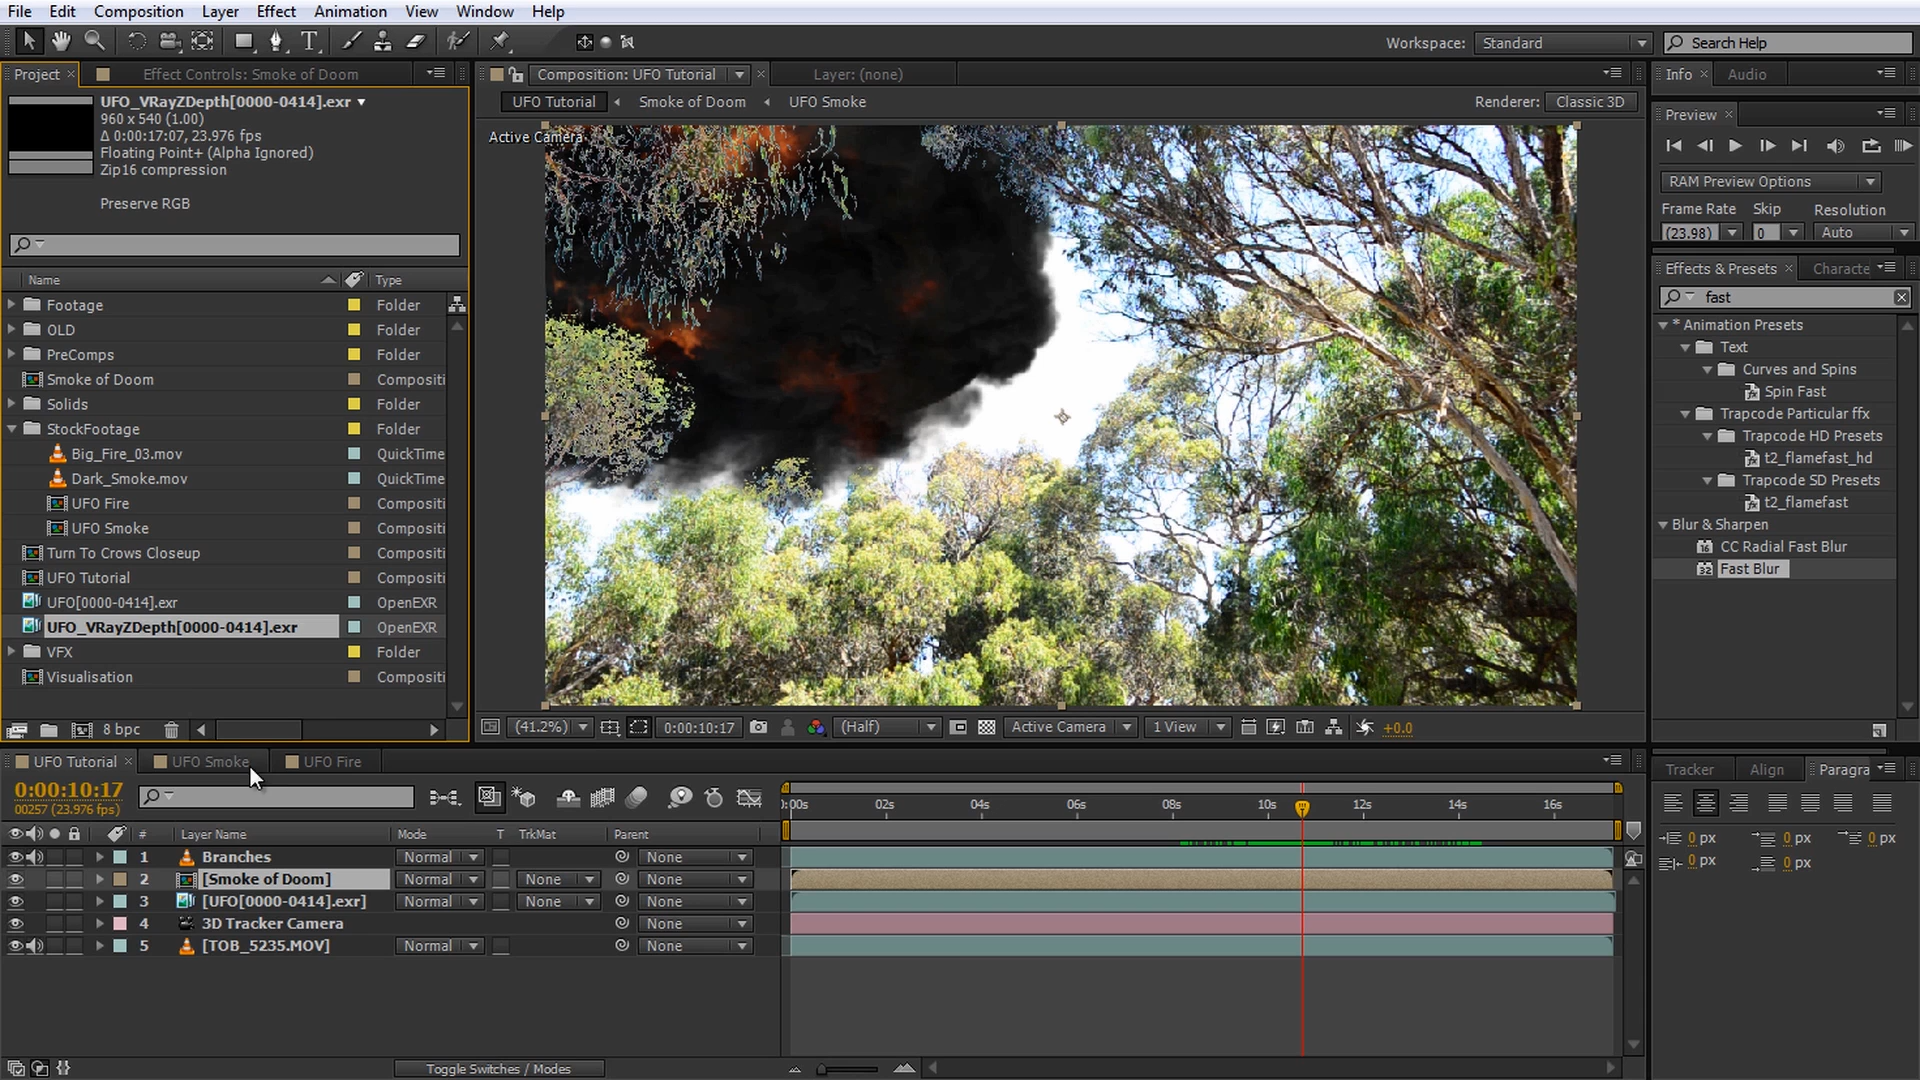 File Edit Composition Layer Effect Animation View Window Help
Workspace: Standard Search Help
Project Effect Controls: Smoke of Doom Composition: UFO Tutorial Layer: (none) Info Audio
UFO_VRayZDepth[0000-0414].exr
960 x 540 (1.00)
Δ 0:00:17:07, 23.976 fps
Floating Point+ (Alpha Ignored)
Zip16 compression
Preserve RGB
UFO Tutorial Smoke of Doom UFO Smoke Renderer: Classic 3D
Active Camera
Preview
RAM Preview Options
Frame Rate Skip Resolution
(23.98) 0 Auto
Effects & Presets Characte
fast
* Animation Presets
Text
Curves and Spins
Spin Fast
Trapcode Particular ffx
Trapcode HD Presets
t2_flamefast_hd
Trapcode SD Presets
t2_flamefast
Blur & Sharpen
CC Radial Fast Blur
Fast Blur
Name Type
Footage Folder
OLD Folder
PreComps Folder
Smoke of Doom Compositi
Solids Folder
StockFootage Folder
Big_Fire_03.mov QuickTime
Dark_Smoke.mov QuickTime
UFO Fire Compositi
UFO Smoke Compositi
Turn To Crows Closeup Compositi
UFO Tutorial Compositi
UFO[0000-0414].exr OpenEXR
UFO_VRayZDepth[0000-0414].exr OpenEXR
VFX Folder
Visualisation Compositi
8 bpc
(41.2%) 0:00:10:17 (Half) Active Camera 1 View +0.0
UFO Tutorial UFO Smoke UFO Fire
0:00:10:17
00257 (23.976 fps)
:00s 02s 04s 06s 08s 10s 12s 14s 16s
# Layer Name Mode T TrkMat Parent
1 Branches Normal None
2 [Smoke of Doom] Normal None None
3 [UFO[0000-0414].exr] Normal None None
4 3D Tracker Camera None
5 [TOB_5235.MOV] Normal None
Toggle Switches / Modes
Tracker Align Paragra
0 px 0 px 0 px
0 px 0 px